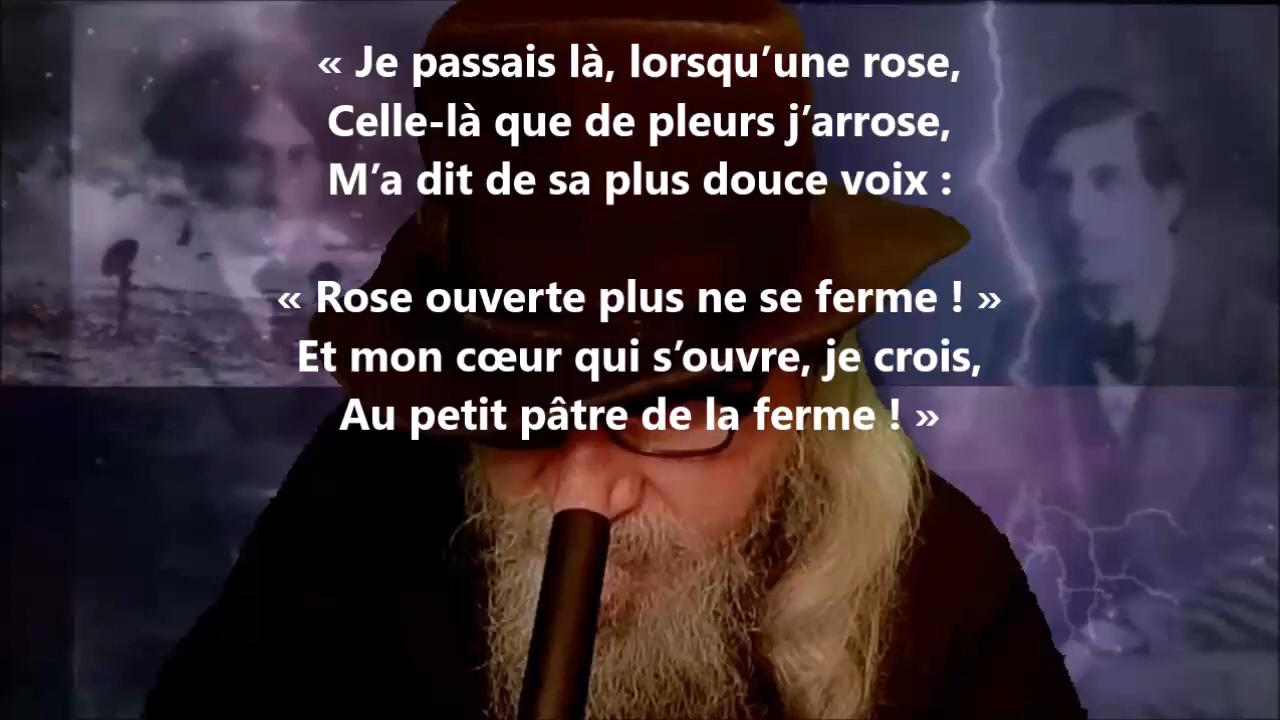 « Je passais là, lorsqu’une rose,
Celle-là que de pleurs j’arrose,
M’a dit de sa plus douce voix :
« Rose ouverte plus ne se ferme ! »
Et mon cœur qui s’ouvre, je crois,
Au petit pâtre de la ferme ! »